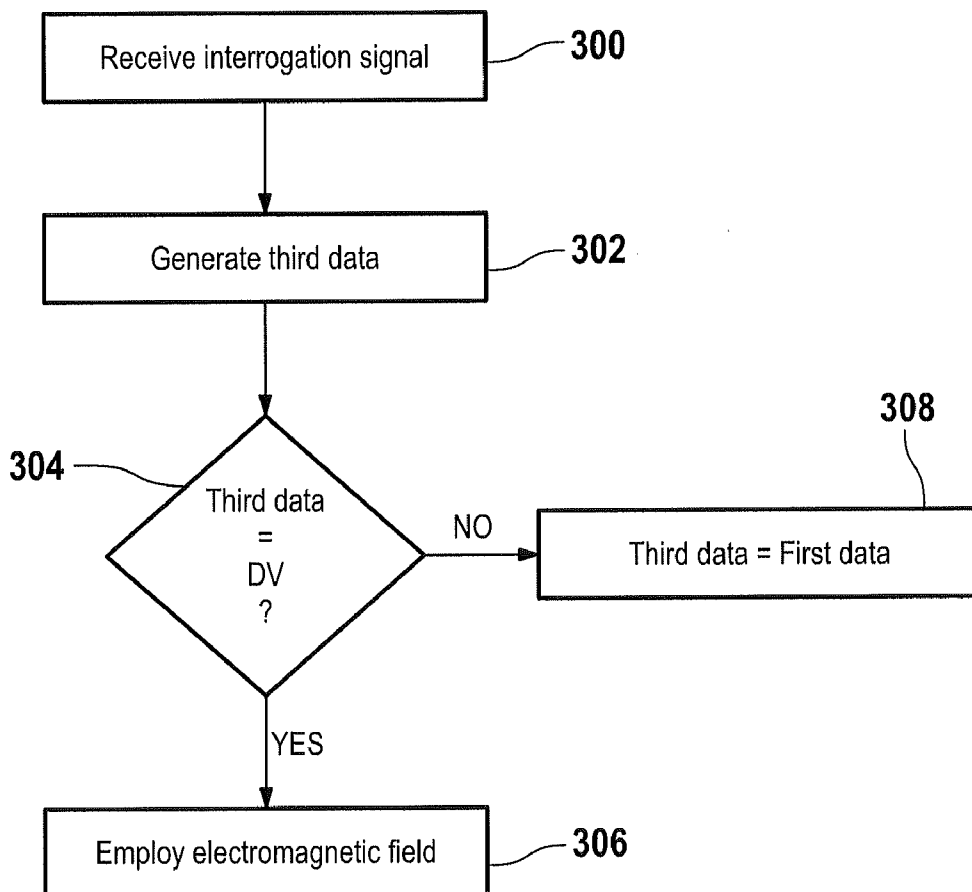 Receive interrogation signal
300
Generate third data
302
304
Third data
=
DV
?
NO
308
Third data = First data
YES
Employ electromagnetic field
306